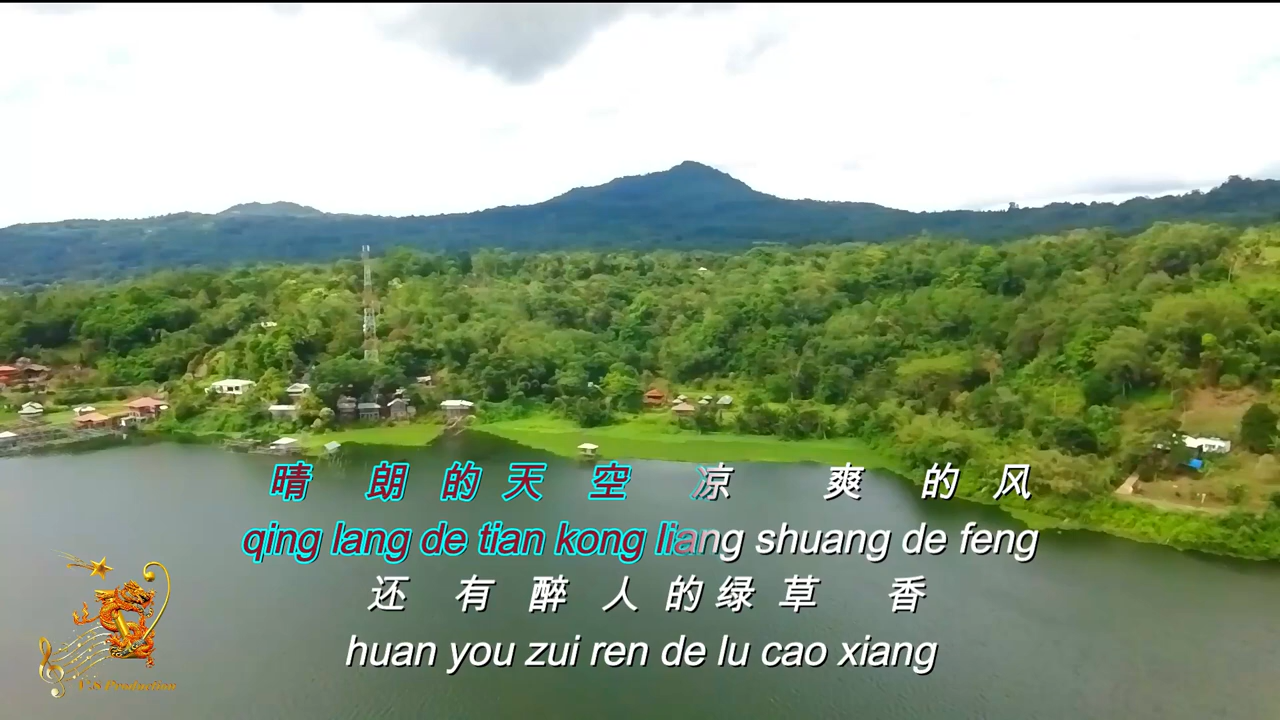 晴 朗 的 天 空 凉 爽 的 风
qing lang de tian kong liang shuang de feng
还 有 醉 人 的 绿 草 香
huan you zui ren de lu cao xiang